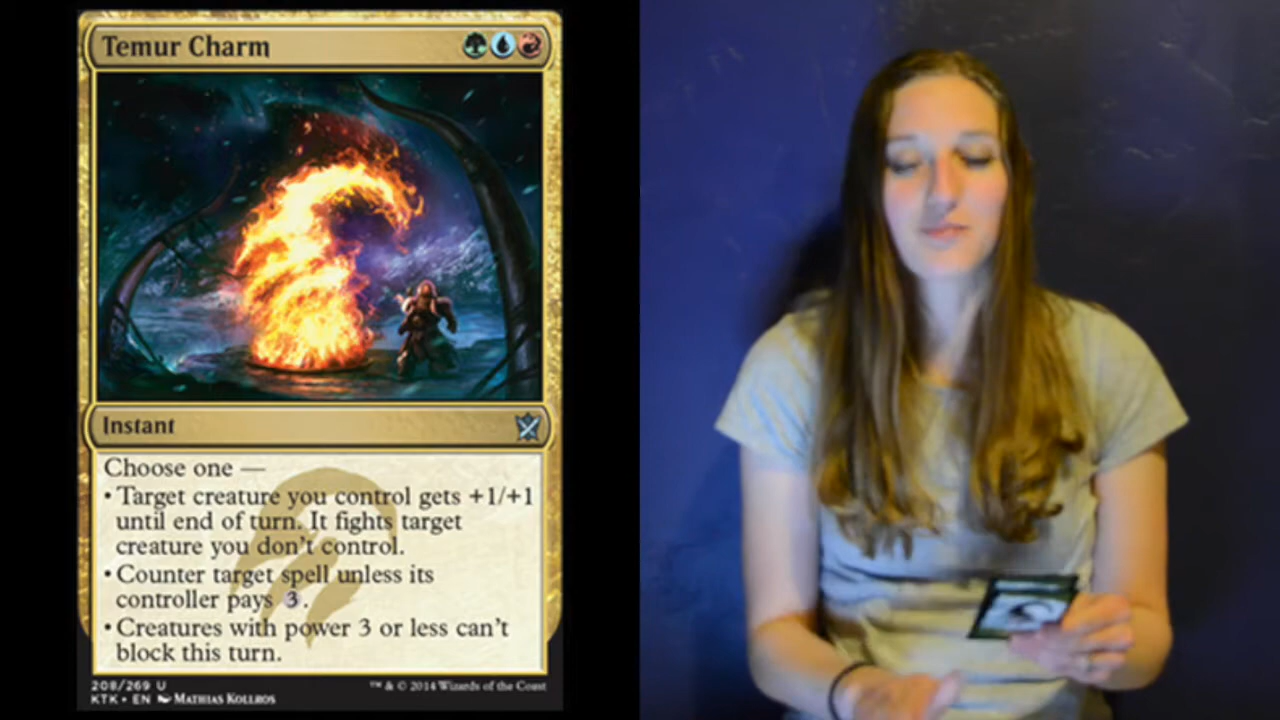 Temur Charm
Instant
Choose one —
• Target creature you control gets +1/+1
until end of turn. It fights target
creature you don't control.
• Counter target spell unless its
controller pays 3.
• Creatures with power 3 or less can't
block this turn.
208/269 U
KTK • EN MATHIAS KOLLROS
™ & © 2014 Wizards of the Coast